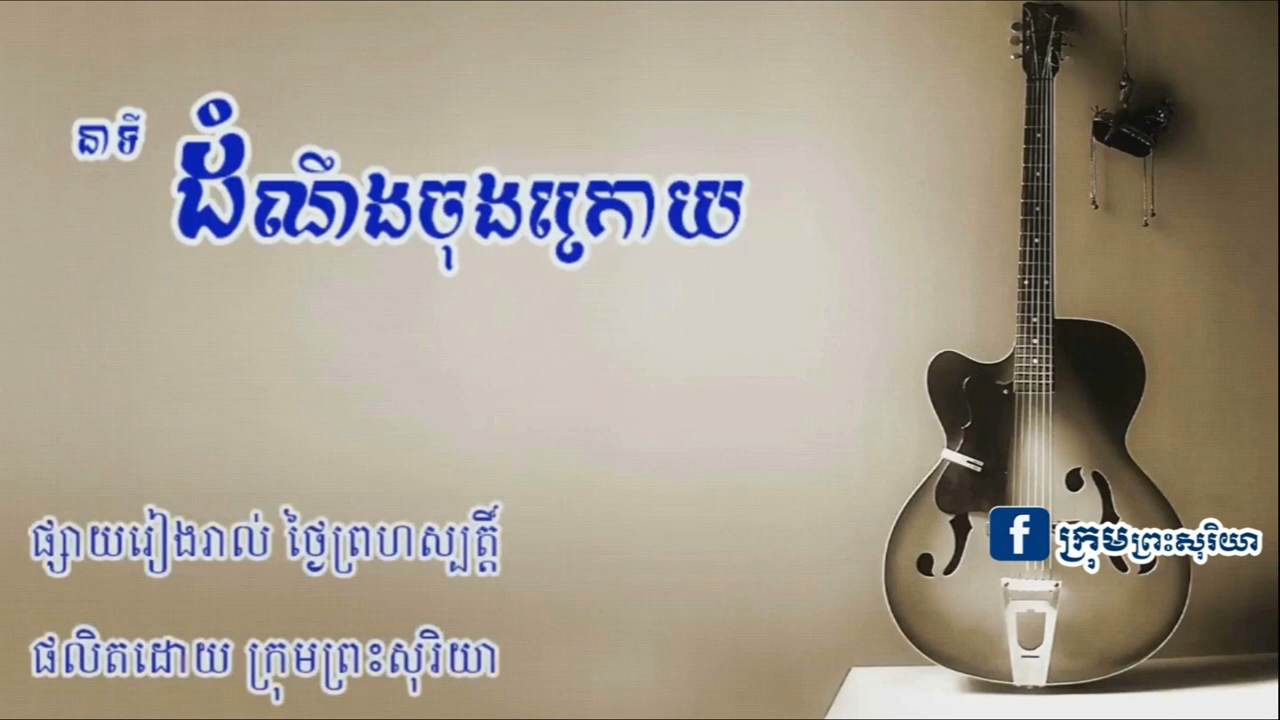 នាទី
ដំណឹងចុងក្រោយ
ផ្សាយរៀងរាល់ ថ្ងៃព្រហស្បត្តិ៍
ផលិតដោយ ក្រុមព្រះសុរិយា
f ក្រុមព្រះសុរិយា